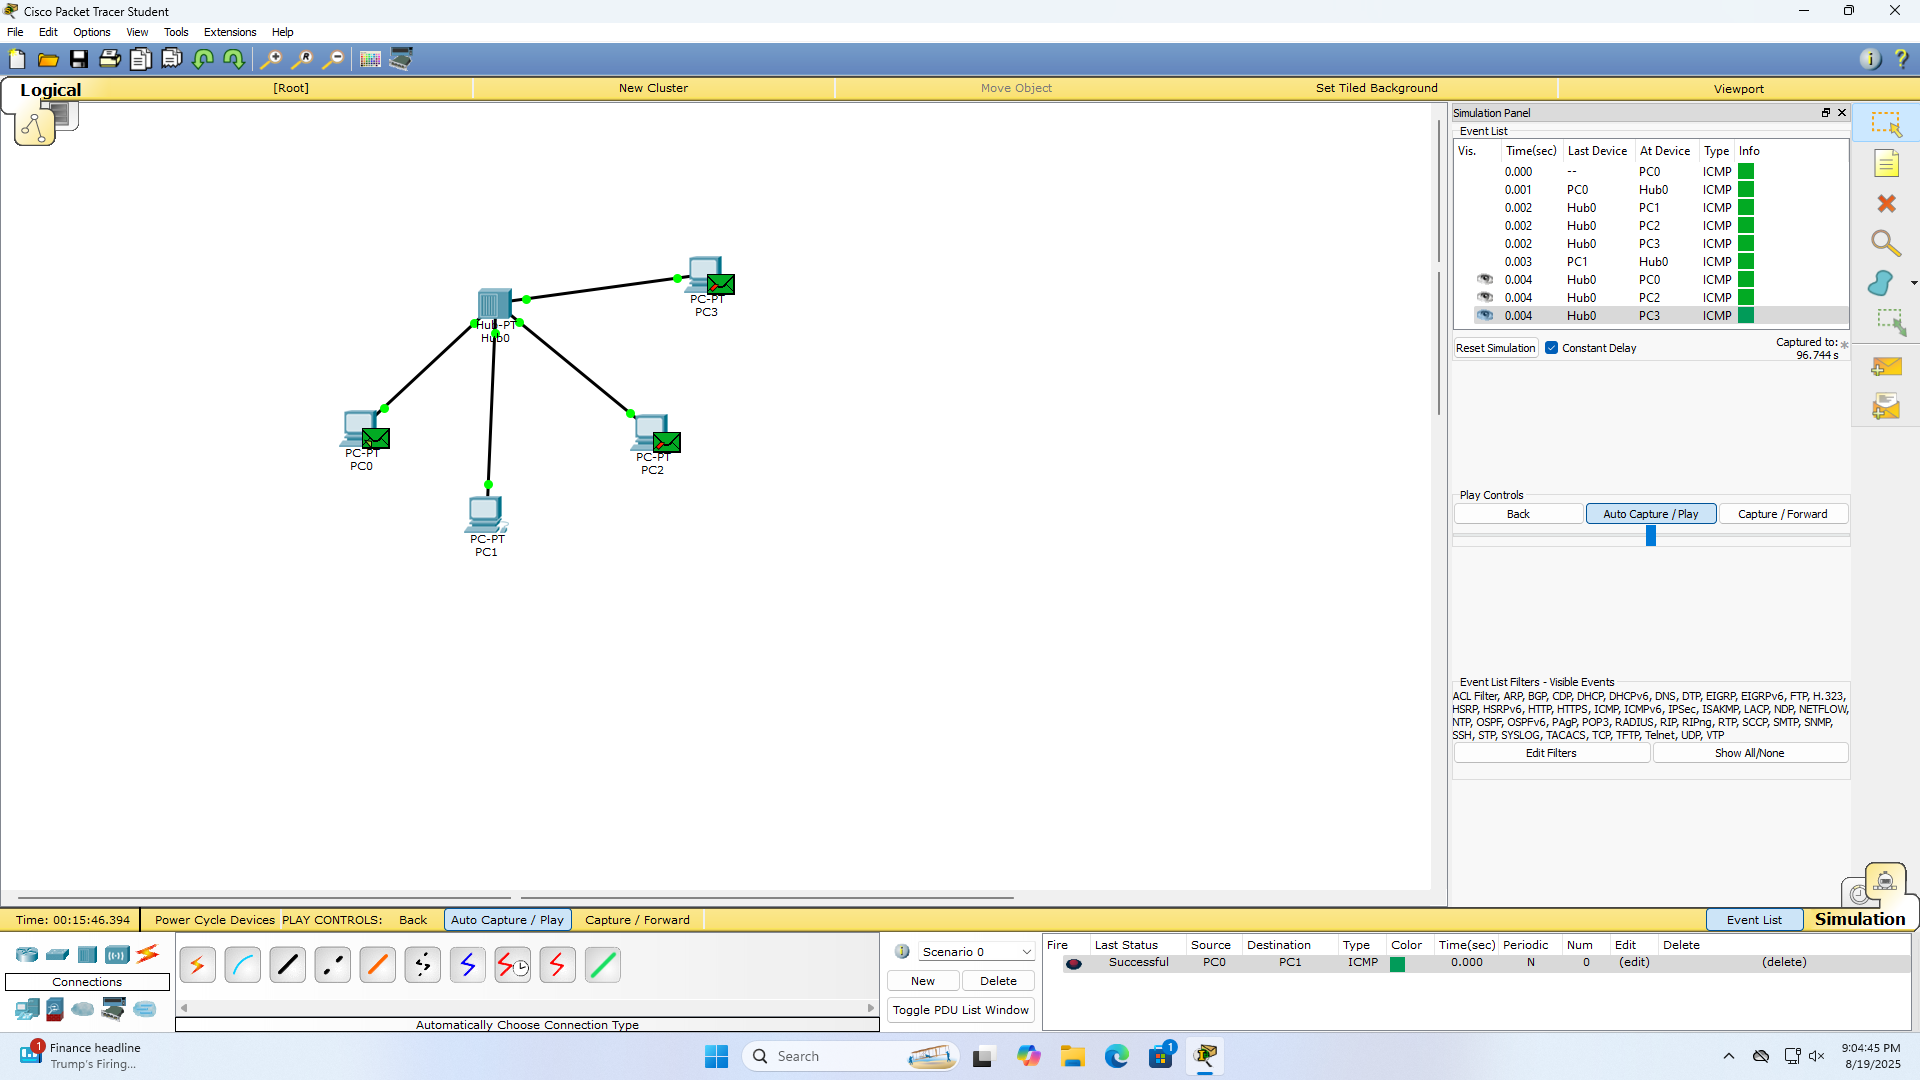 Cisco Packet Tracer Student
File Edit Options View Tools Extensions Help
Logical [Root] New Cluster Move Object Set Tiled Background Viewport
Simulation Panel
Event List
Vis. Time(sec) Last Device At Device Type Info
0.000 -- PC0 ICMP
0.001 PC0 Hub0 ICMP
0.002 Hub0 PC1 ICMP
0.002 Hub0 PC2 ICMP
0.002 Hub0 PC3 ICMP
0.003 PC1 Hub0 ICMP
0.004 Hub0 PC0 ICMP
0.004 Hub0 PC2 ICMP
0.004 Hub0 PC3 ICMP
Reset Simulation Constant Delay Captured to: *
96.744 s
PC-PT
PC3
Hub-PT
Hub0
PC-PT
PC0
PC-PT
PC2
PC-PT
PC1
Play Controls
Back Auto Capture / Play Capture / Forward
Event List Filters - Visible Events
ACL Filter, ARP, BGP, CDP, DHCP, DHCPv6, DNS, DTP, EIGRP, EIGRPv6, FTP, H.323,
HSRP, HSRPv6, HTTP, HTTPS, ICMP, ICMPv6, IPSec, ISAKMP, LACP, NDP, NETFLOW,
NTP, OSPF, OSPFv6, PAgP, POP3, RADIUS, RIP, RIPng, RTP, SCCP, SMTP, SNMP,
SSH, STP, SYSLOG, TACACS, TCP, TFTP, Telnet, UDP, VTP
Edit Filters Show All/None
Time: 00:15:46.394 Power Cycle Devices PLAY CONTROLS: Back Auto Capture / Play Capture / Forward Event List Simulation
Connections
Automatically Choose Connection Type
Scenario 0
New Delete
Toggle PDU List Window
Fire Last Status Source Destination Type Color Time(sec) Periodic Num Edit Delete
Successful PC0 PC1 ICMP 0.000 N 0 (edit) (delete)
1
Finance headline
Trump's Firing...
Search
1
9:04:45 PM
8/19/2025